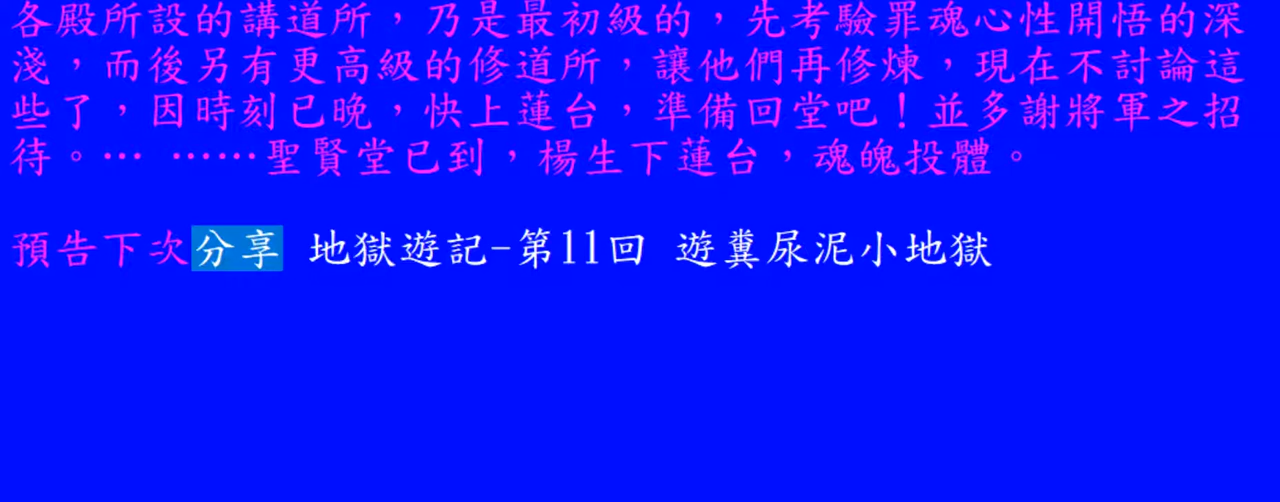 各殿所設的講道所，乃是最初級的，先考驗罪魂心性開悟的深
淺，而後另有更高級的修道所，讓他們再修煉，現在不討論這
些了，因時刻已晚，快上蓮台，準備回堂吧！並多謝將軍之招
待。… ……聖賢堂已到，楊生下蓮台，魂魄投體。
預告下次分享 地獄遊記-第11回 遊糞尿泥小地獄